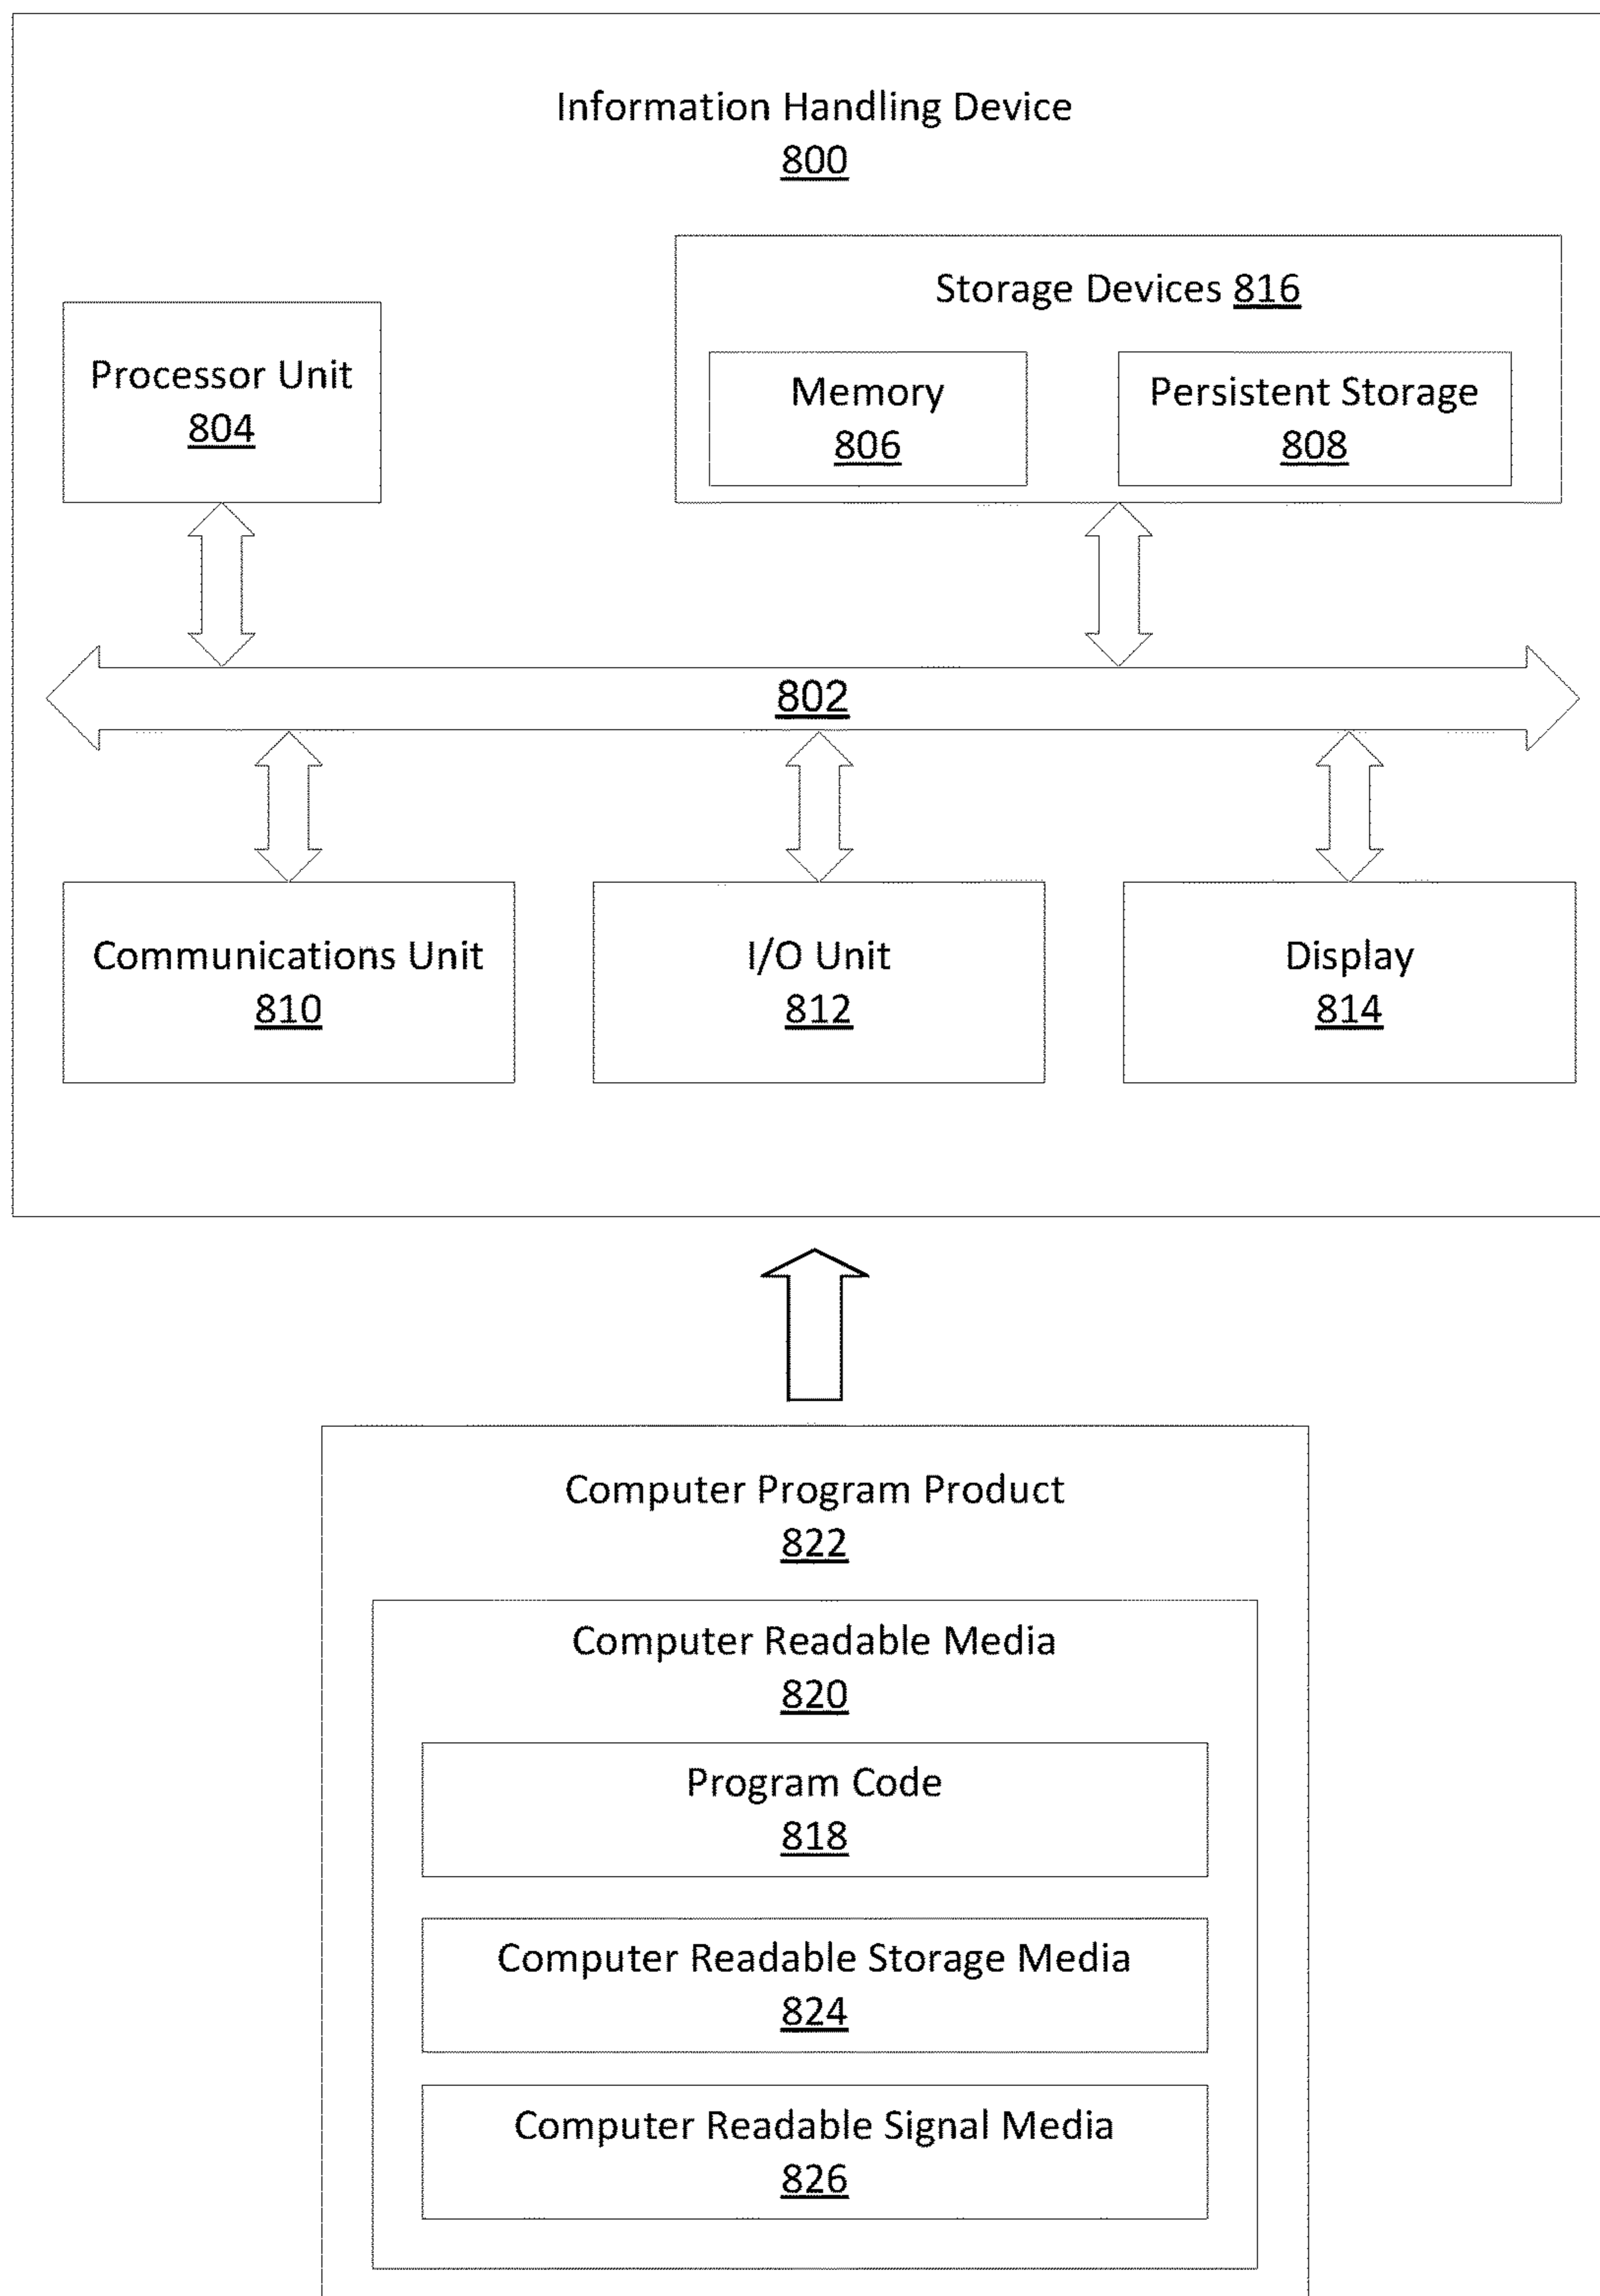 Information Handling Device
800
Storage Devices 816
Processor Unit
804
Memory
806
Persistent Storage
808
802
Communications Unit
810
I/O Unit
812
Display
814
Computer Program Product
822
Computer Readable Media
820
Program Code
818
Computer Readable Storage Media
824
Computer Readable Signal Media
826